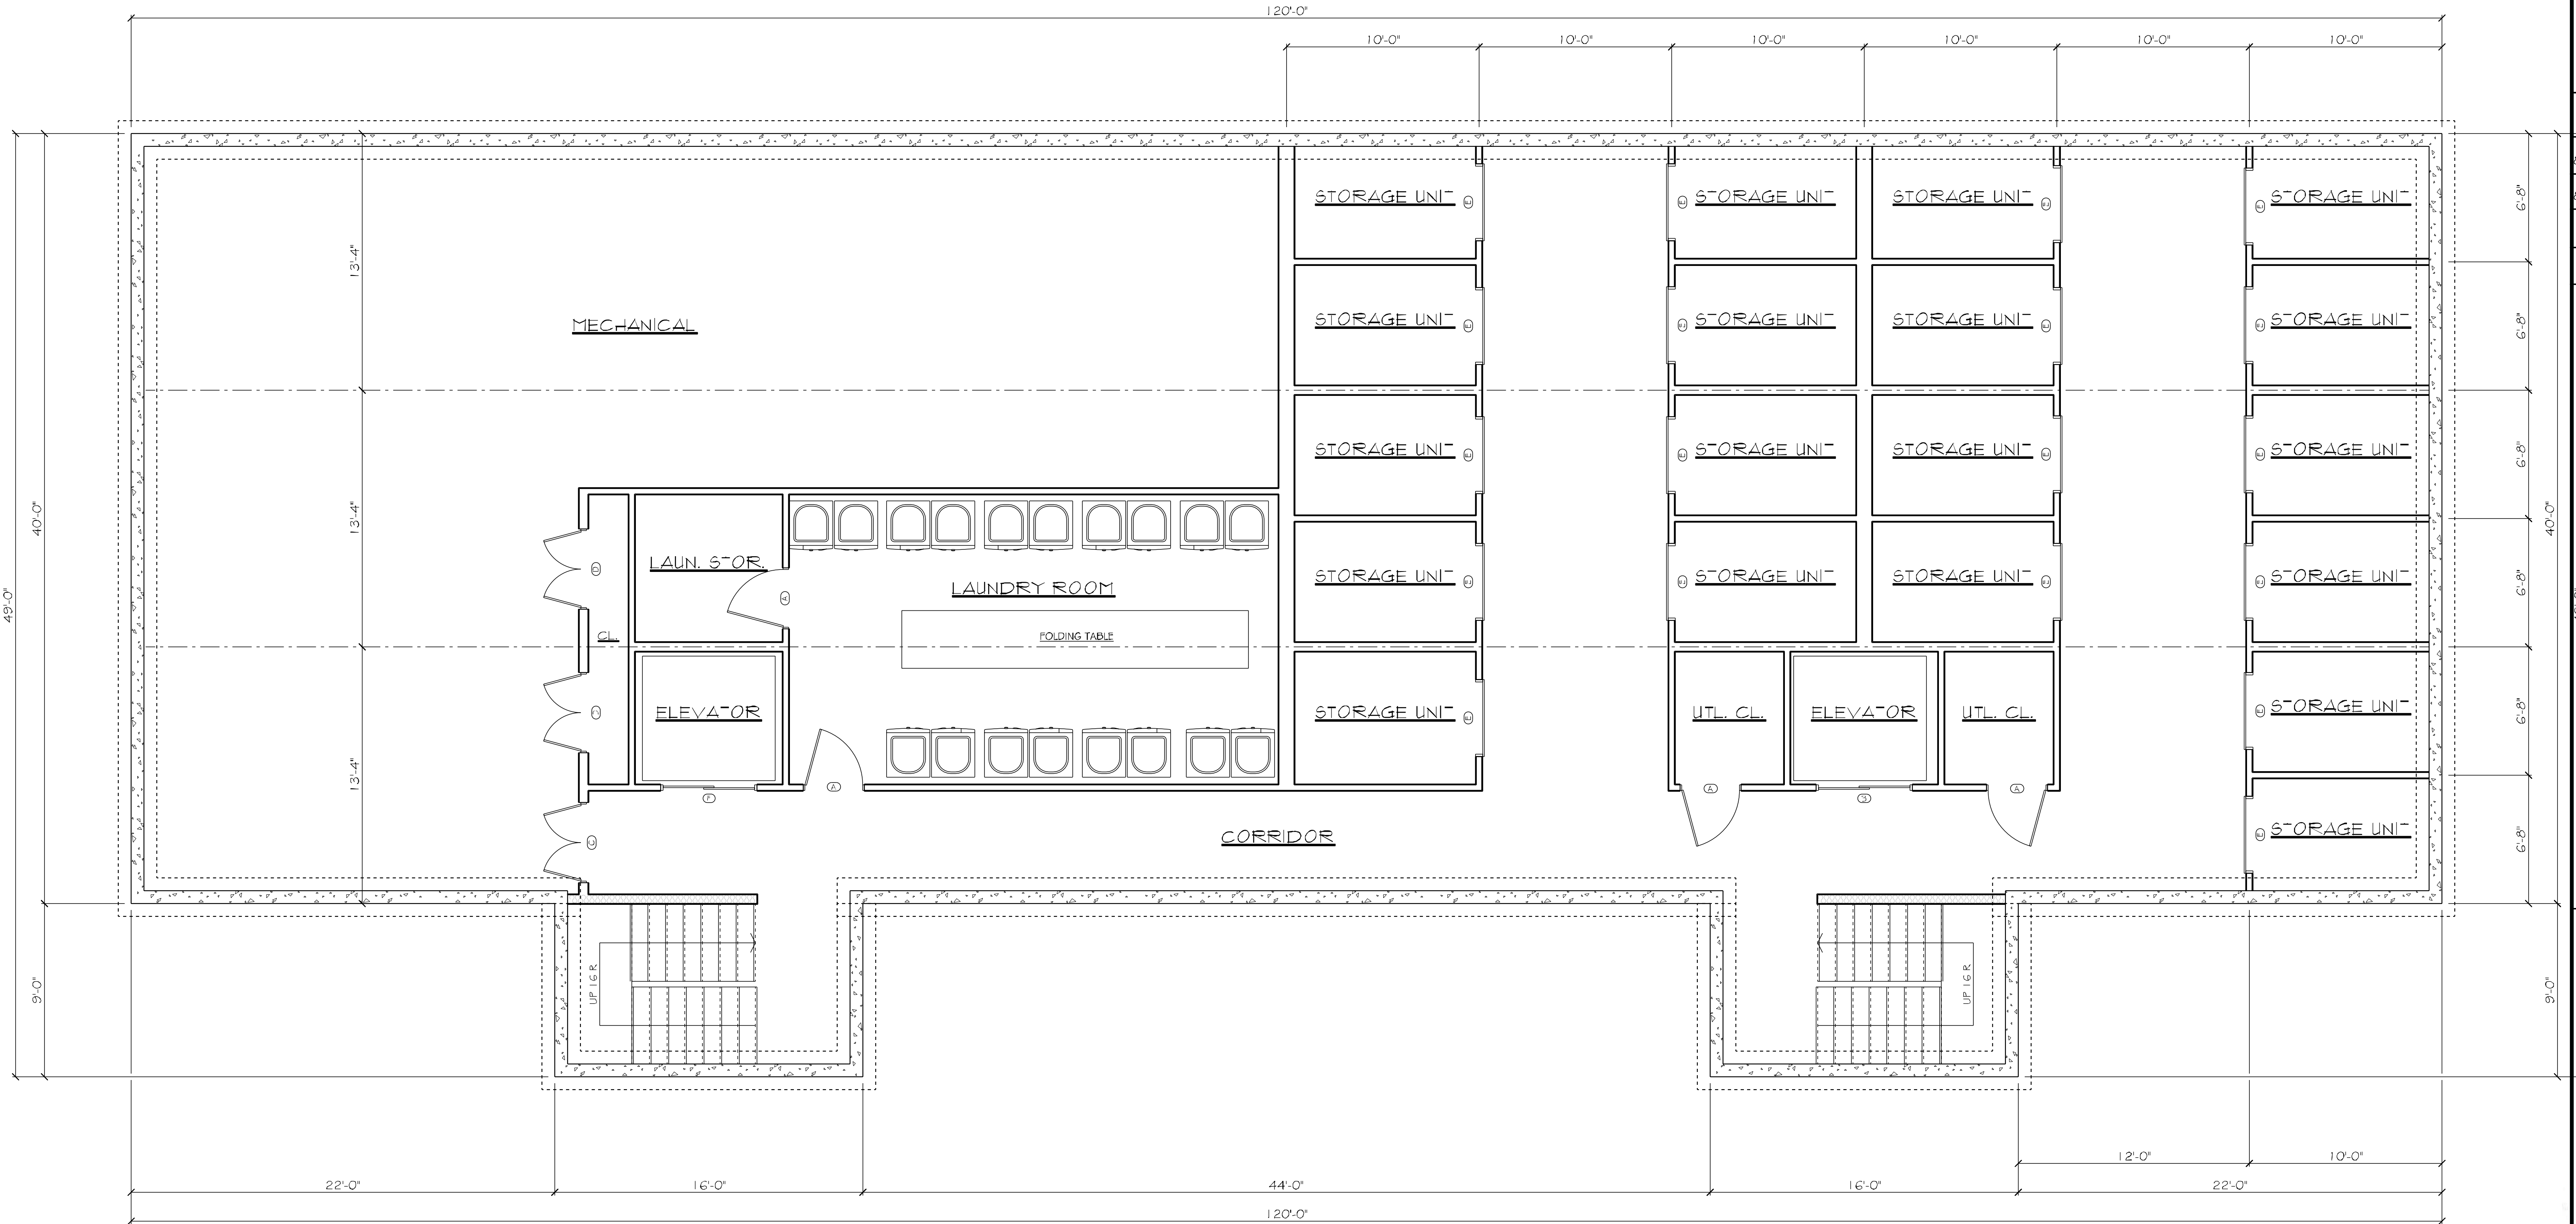 120'-0"
10'-0" 10'-0" 10'-0" 10'-0" 10'-0" 10'-0"
STORAGE UNIT E E STORAGE UNIT STORAGE UNIT E E STORAGE UNIT 6'-8"
13'-4"
MECHANICAL STORAGE UNIT E E STORAGE UNIT STORAGE UNIT E E STORAGE UNIT 6'-8"
STORAGE UNIT E E STORAGE UNIT STORAGE UNIT E E STORAGE UNIT 6'-8"
40'-0" 13'-4" 40'-0"
LAUN. STOR. D
LAUNDRY ROOM A STORAGE UNIT E E STORAGE UNIT STORAGE UNIT E E STORAGE UNIT 6'-8"
49'-0"
CL. FOLDING TABLE
D ELEVATOR STORAGE UNIT E UTL. CL. ELEVATOR UTL. CL. E STORAGE UNIT 6'-8"
13'-4" F A A B A
C CORRIDOR E STORAGE UNIT 6'-8"
9'-0" UP 16 R UP 16 R 9'-0"
12'-0" 10'-0"
22'-0" 16'-0" 44'-0" 16'-0" 22'-0"
120'-0"